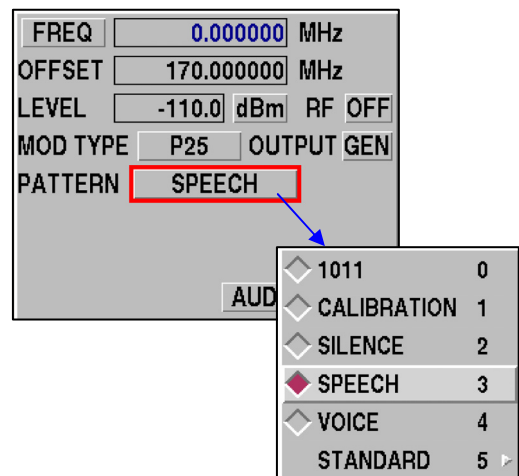 FREQ 0.000000 MHz
OFFSET 170.000000 MHz
LEVEL -110.0 dBm RF OFF
MOD TYPE P25 OUTPUT GEN
PATTERN SPEECH
AUD
1011 0
CALIBRATION 1
SILENCE 2
SPEECH 3
VOICE 4
STANDARD 5